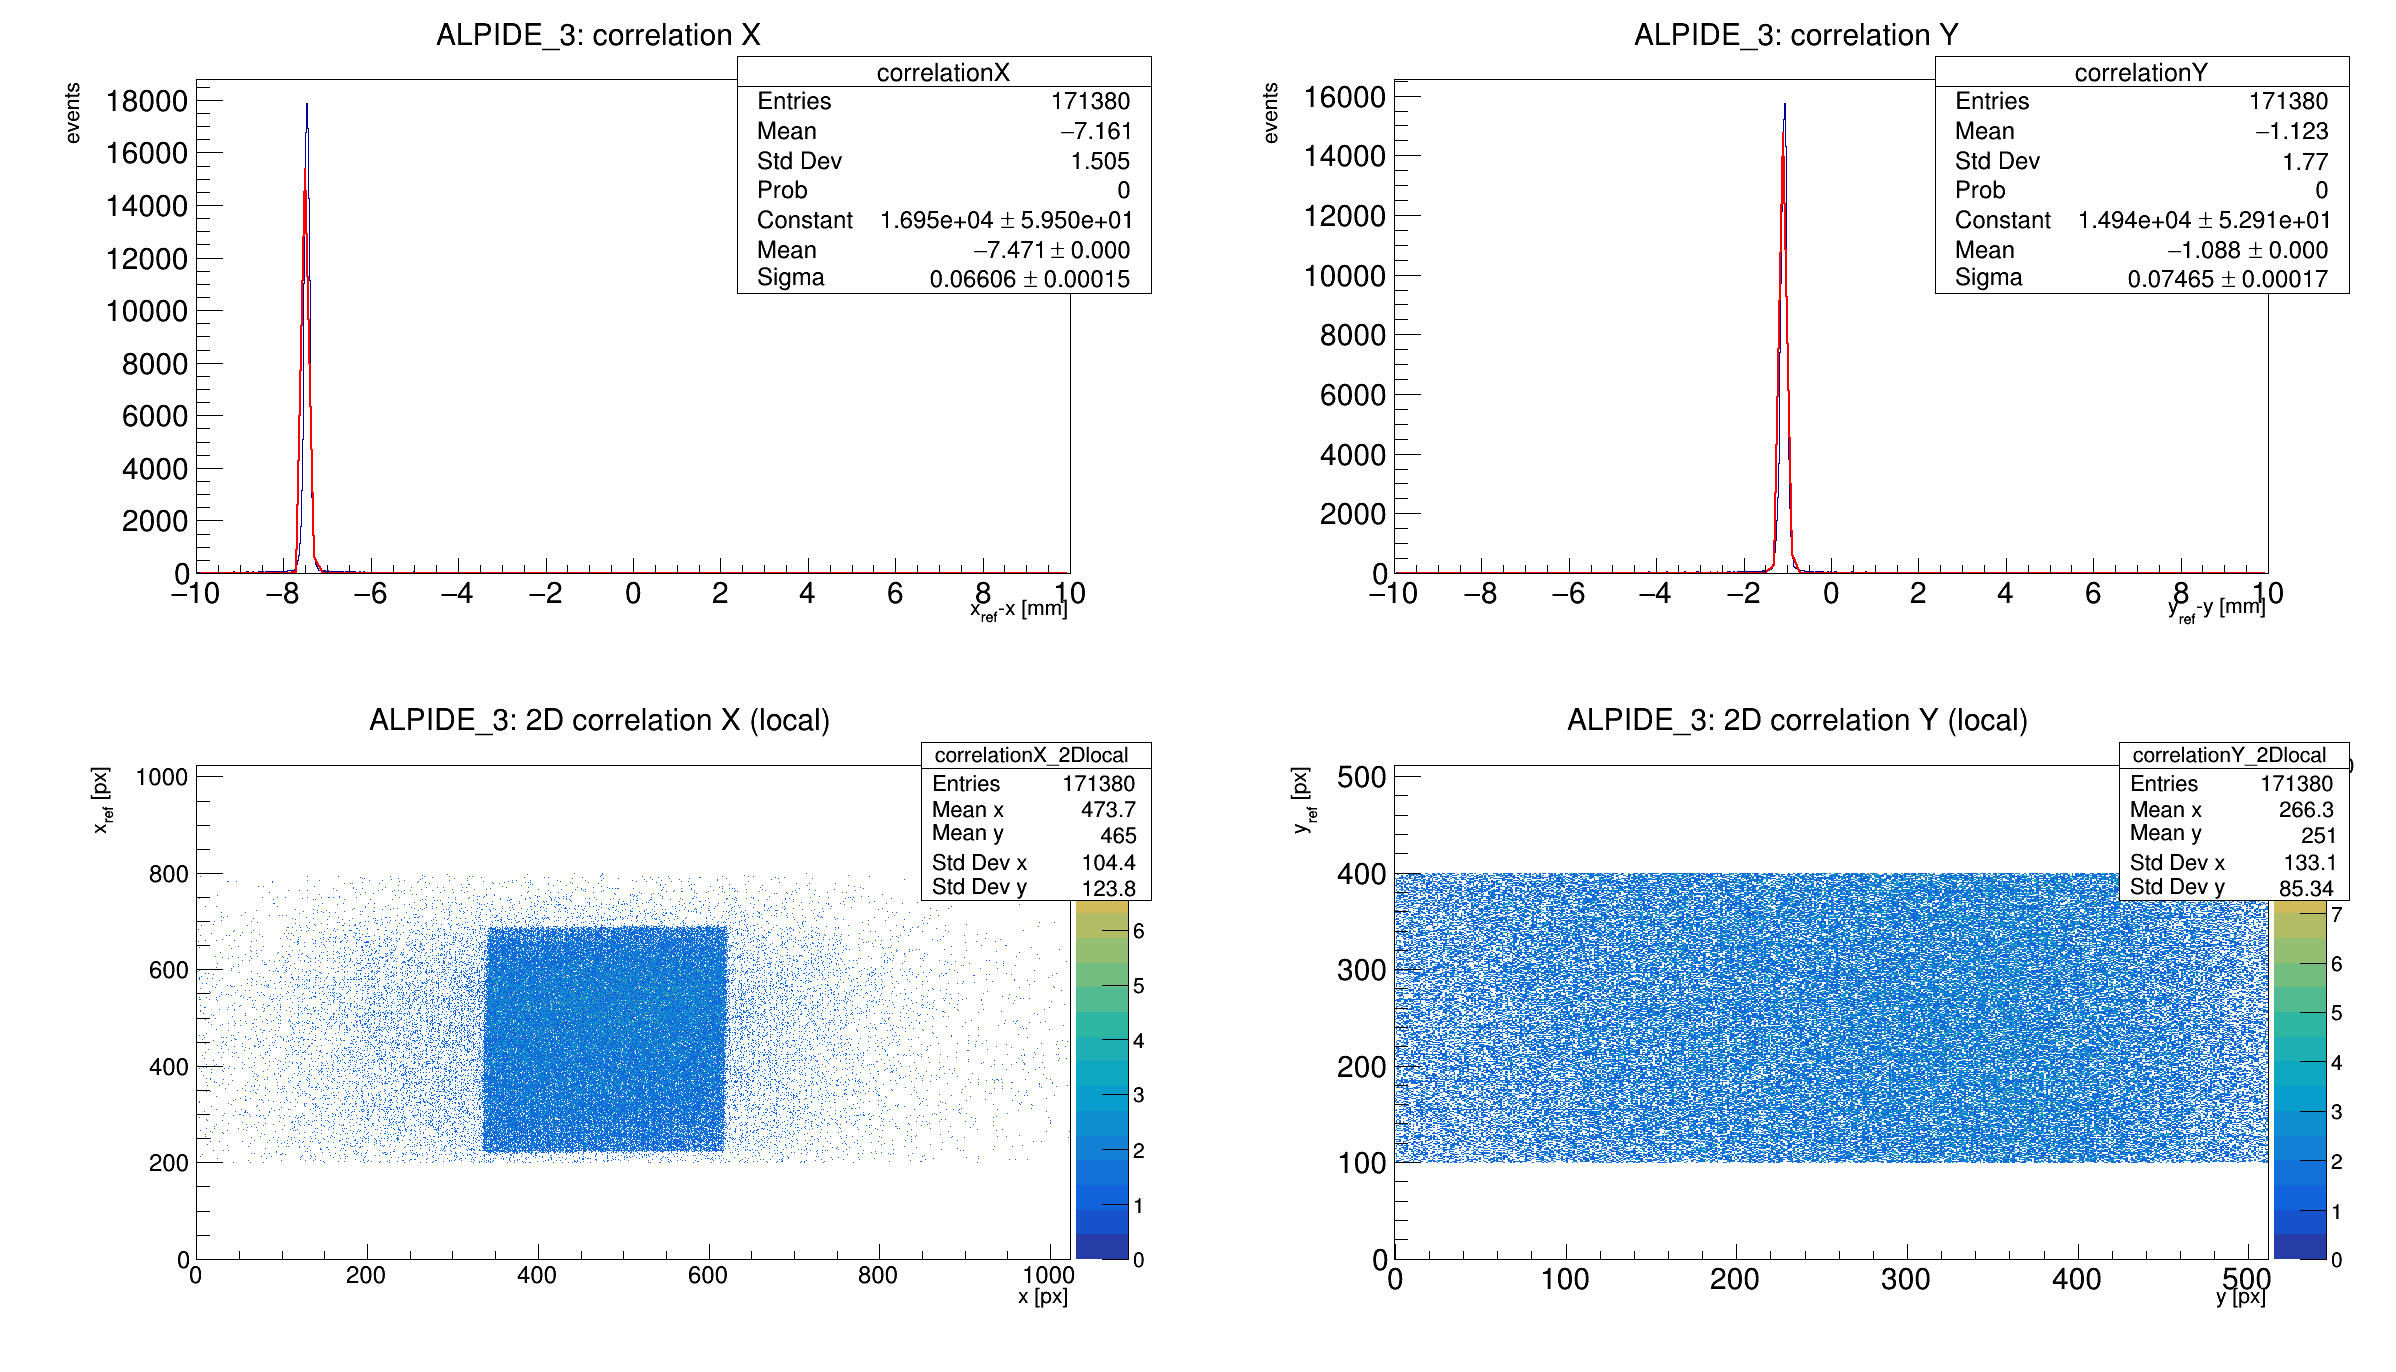 ALPIDE_3: correlation X
events
correlationX
Entries 171380
Mean −7.161
Std Dev 1.505
Prob 0
Constant 1.695e+04 ± 5.950e+01
Mean −7.471 ± 0.000
Sigma 0.06606 ± 0.00015
18000
16000
14000
12000
10000
8000
6000
4000
2000
0
−10 −8 −6 −4 −2 0 2 4 6 8 10
xref-x [mm]
ALPIDE_3: correlation Y
events
correlationY
Entries 171380
Mean −1.123
Std Dev 1.77
Prob 0
Constant 1.494e+04 ± 5.291e+01
Mean −1.088 ± 0.000
Sigma 0.07465 ± 0.00017
16000
14000
12000
10000
8000
6000
4000
2000
0
−10 −8 −6 −4 −2 0 2 4 6 8 10
yref-y [mm]
ALPIDE_3: 2D correlation X (local)
xref [px]
correlationX_2Dlocal
Entries 171380
Mean x 473.7
Mean y 465
Std Dev x 104.4
Std Dev y 123.8
1000
800
600
400
200
0
0 200 400 600 800 1000
x [px]
6
5
4
3
2
1
0
ALPIDE_3: 2D correlation Y (local)
yref [px]
correlationY_2Dlocal
Entries 171380
Mean x 266.3
Mean y 251
Std Dev x 133.1
Std Dev y 85.34
500
400
300
200
100
0
0 100 200 300 400 500
y [px]
7
6
5
4
3
2
1
0